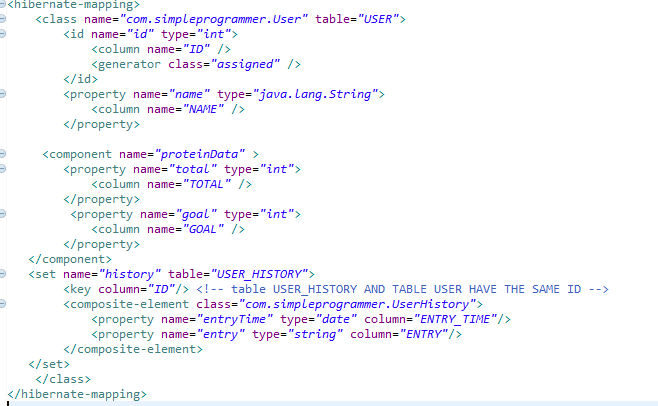 <hibernate-mapping>
    <class name="com.simpleprogrammer.User" table="USER">
        <id name="id" type="int">
            <column name="ID" />
            <generator class="assigned" />
        </id>
        <property name="name" type="java.lang.String">
            <column name="NAME" />
        </property>

     <component name="proteinData" >
        <property name="total" type="int">
            <column name="TOTAL" />
        </property>
         <property name="goal" type="int">
            <column name="GOAL" />
        </property>
   </component>
   <set name="history" table="USER_HISTORY">
        <key column="ID"/> <!-- table USER_HISTORY AND TABLE USER HAVE THE SAME ID -->
        <composite-element class="com.simpleprogrammer.UserHistory">
            <property name="entryTime" type="date" column="ENTRY_TIME"/>
            <property name="entry" type="string" column="ENTRY"/>
        </composite-element>
   </set>
    </class>
</hibernate-mapping>